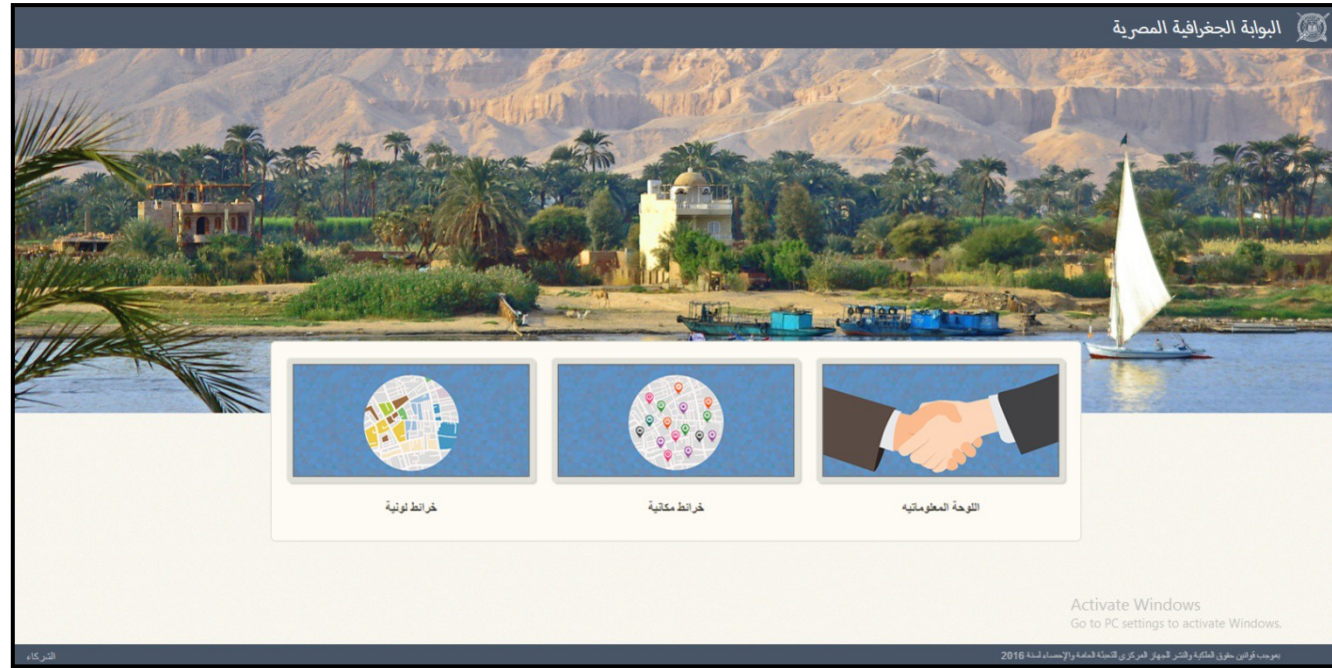 البوابة الجغرافية المصرية
اللوحة المعلوماتيه
خرائط مكانية
خرائط لونية
Activate Windows
Go to PC settings to activate Windows.
بموجب قوانين حقوق الملكية والنشر الجهاز المركزي للتعبئة العامة والإحصاء لسنة 2016
الشركاء